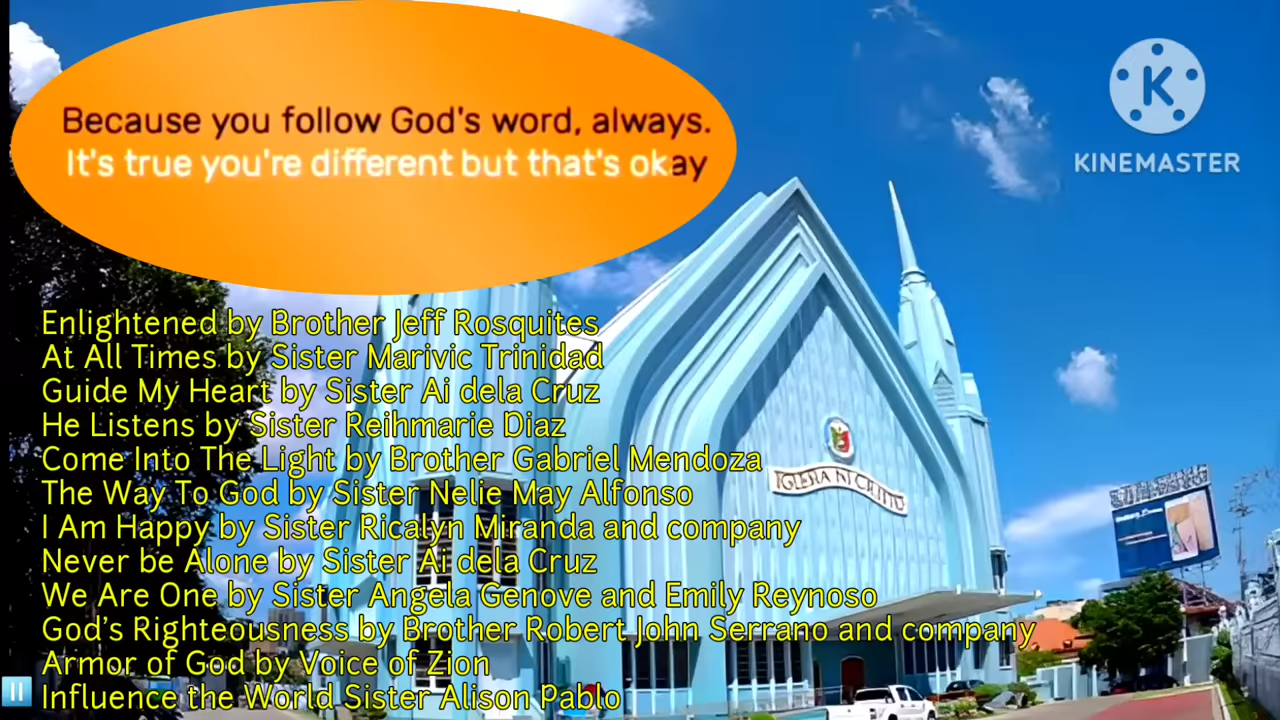 Because you follow God's word, always.
It's true you're different but that's okay
KINEMASTER
Enlightened by Brother Jeff Rosquites
At All Times by Sister Marivic Trinidad
Guide My Heart by Sister Ai dela Cruz
He Listens by Sister Reihmarie Diaz
Come Into The Light by Brother Gabriel Mendoza
The Way To God by Sister Nelie May Alfonso
I Am Happy by Sister Ricalyn Miranda and company
IGLESIA NI CRISTO
Never be Alone by Sister Ai dela Cruz
We Are One by Sister Angela Genove and Emily Reynoso
God's Righteousness by Brother Robert John Serrano and company
Armor of God by Voice of Zion
Influence the World Sister Alison Pablo